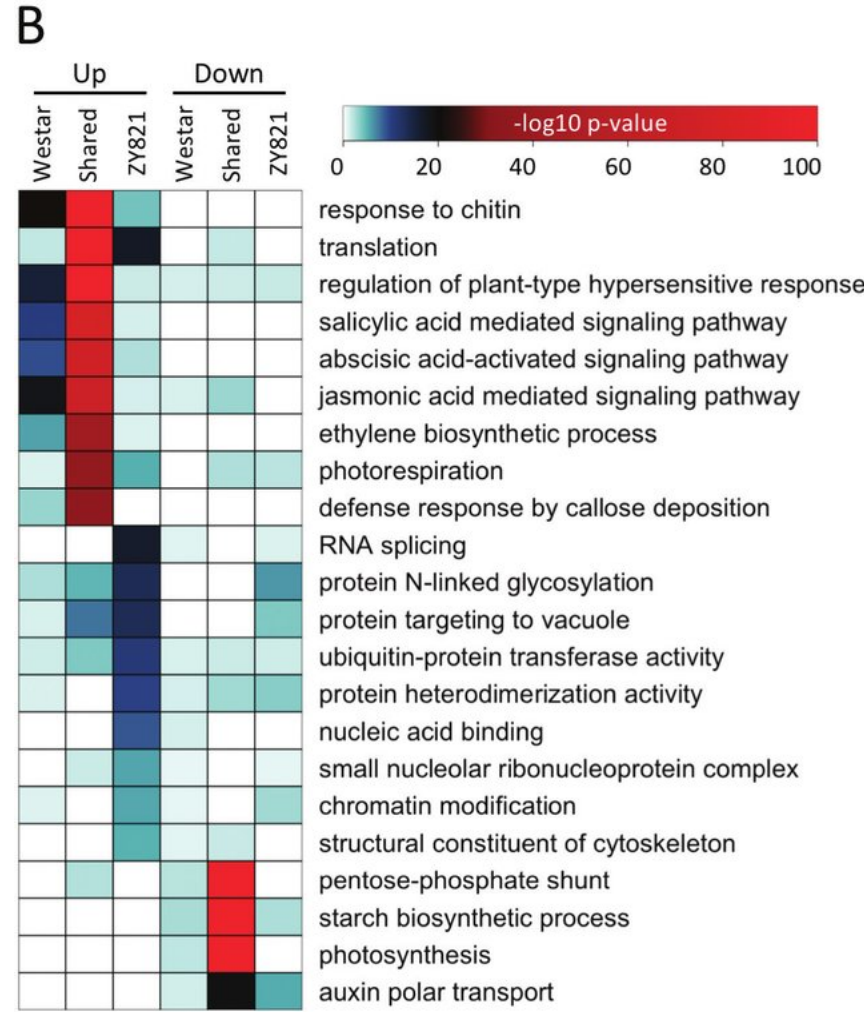 B
Up Down
Westar Shared ZY821 Westar Shared ZY821
-log10 p-value
0 20 40 60 80 100
response to chitin
translation
regulation of plant-type hypersensitive response
salicylic acid mediated signaling pathway
abscisic acid-activated signaling pathway
jasmonic acid mediated signaling pathway
ethylene biosynthetic process
photorespiration
defense response by callose deposition
RNA splicing
protein N-linked glycosylation
protein targeting to vacuole
ubiquitin-protein transferase activity
protein heterodimerization activity
nucleic acid binding
small nucleolar ribonucleoprotein complex
chromatin modification
structural constituent of cytoskeleton
pentose-phosphate shunt
starch biosynthetic process
photosynthesis
auxin polar transport